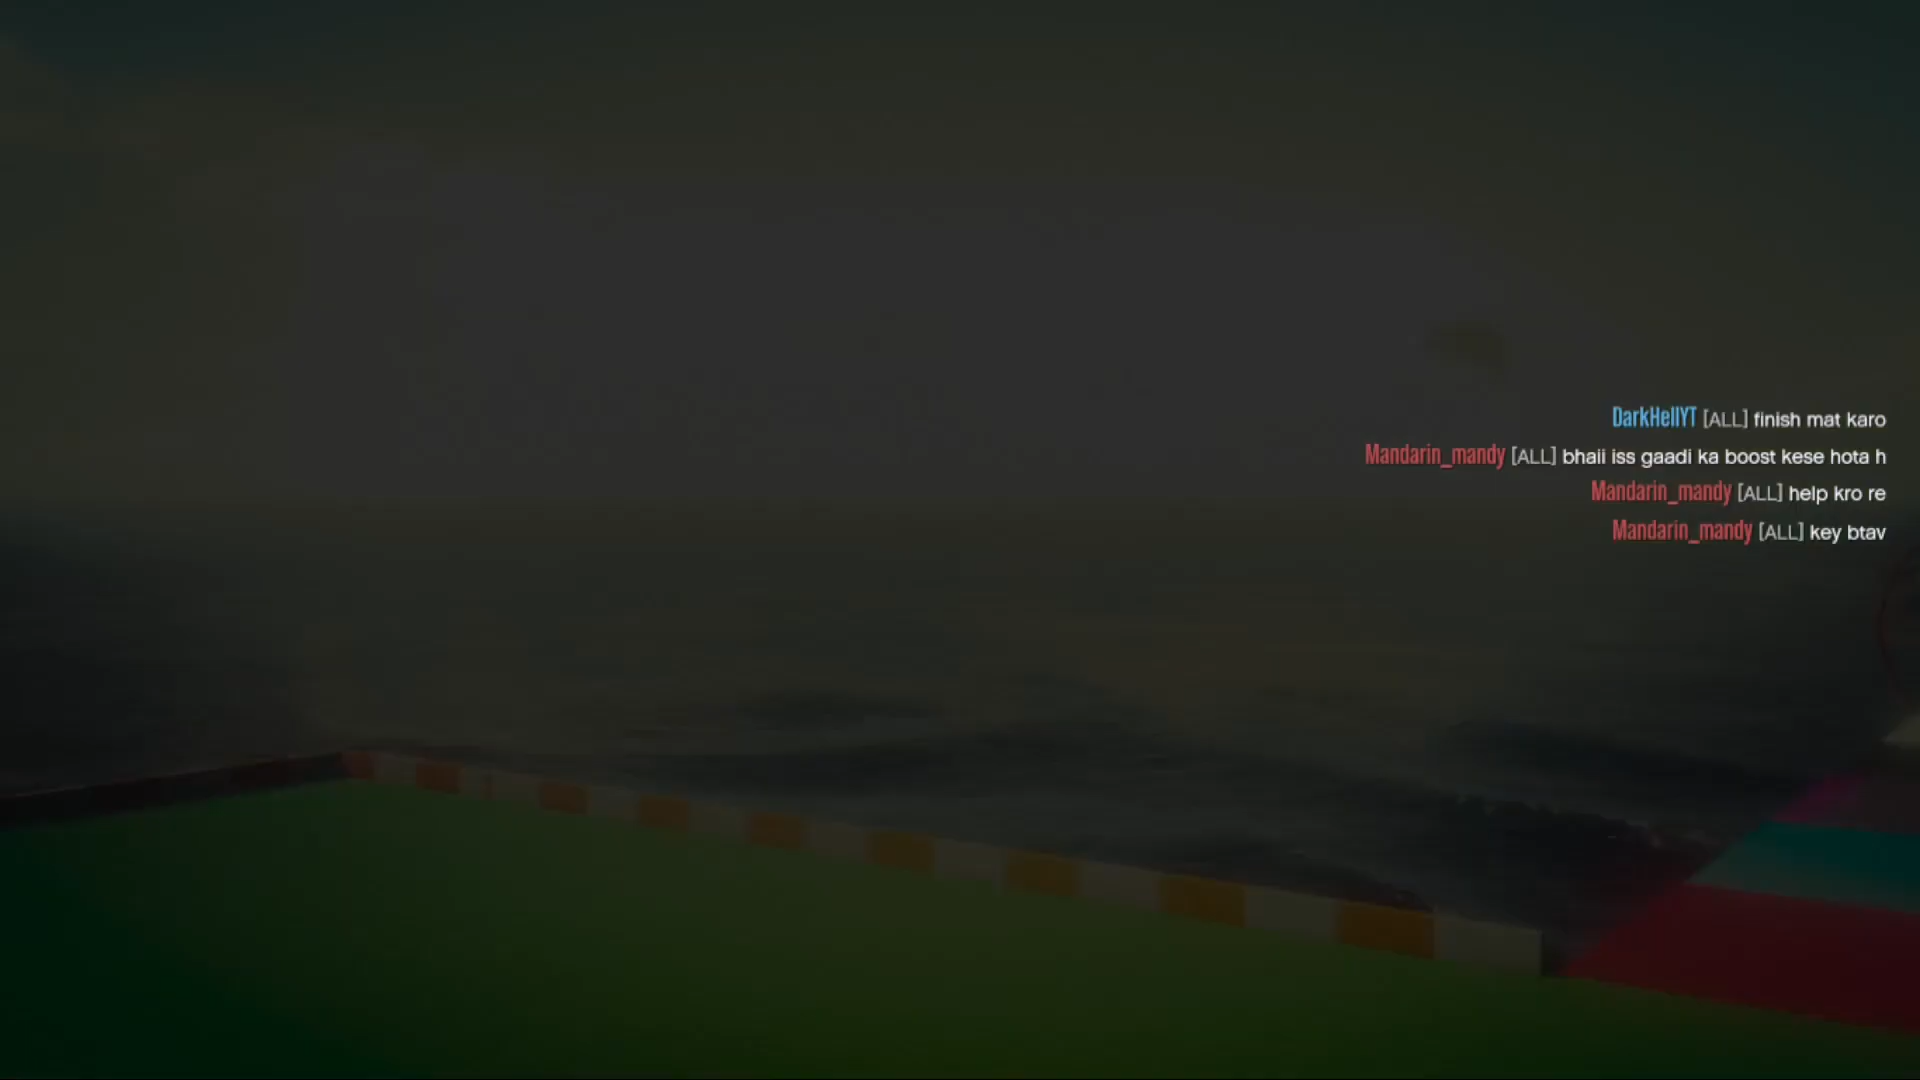 DarkHellYT [ALL] finish mat karo
Mandarin_mandy [ALL] bhaii iss gaadi ka boost kese hota h
Mandarin_mandy [ALL] help kro re
Mandarin_mandy [ALL] key btav